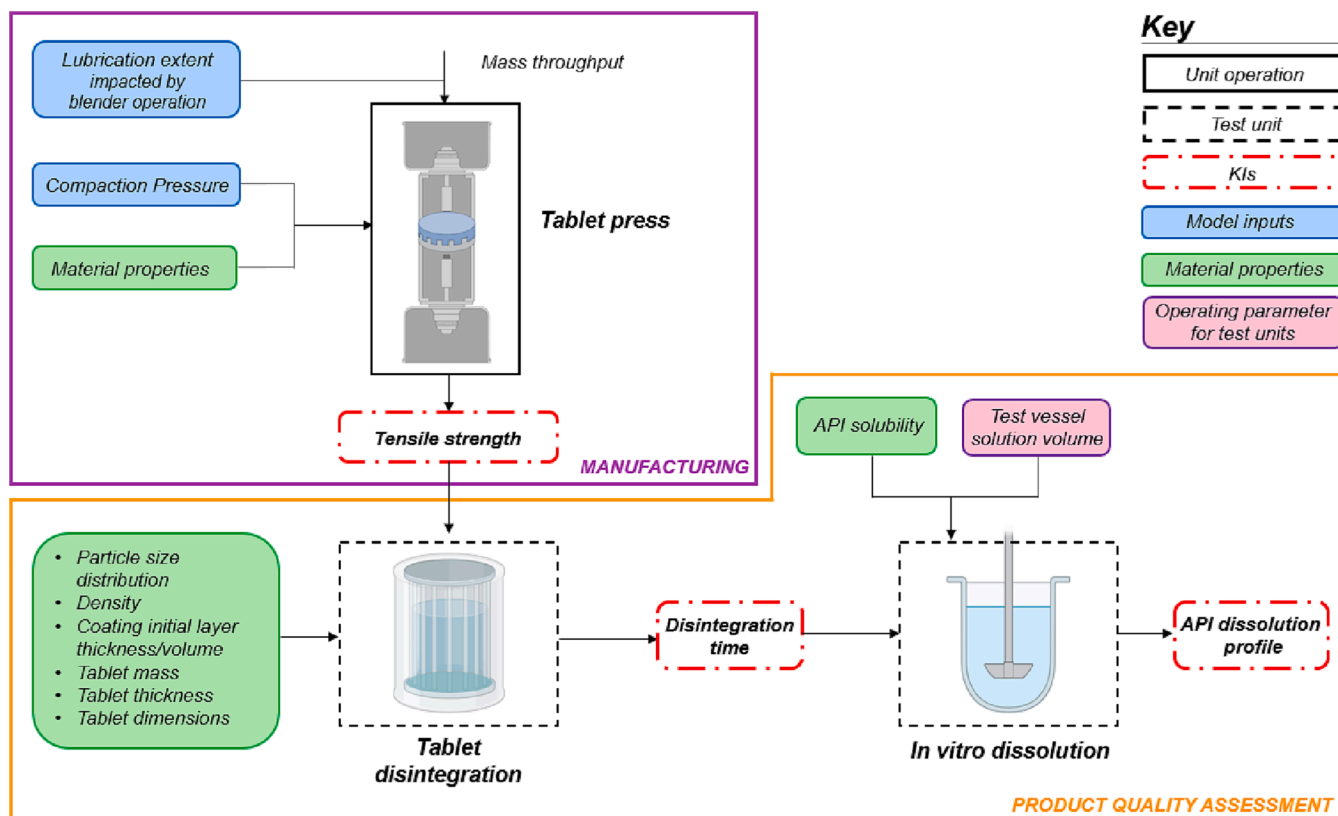 Lubrication extent
impacted by
blender operation
Mass throughput
Compaction Pressure
Material properties
Tablet press
Tensile strength
MANUFACTURING
Key
Unit operation
Test unit
KIs
Model inputs
Material properties
Operating parameter
for test units
API solubility
Test vessel
solution volume
• Particle size
distribution
• Density
• Coating initial layer
thickness/volume
• Tablet mass
• Tablet thickness
• Tablet dimensions
Tablet
disintegration
Disintegration
time
In vitro dissolution
API dissolution
profile
PRODUCT QUALITY ASSESSMENT